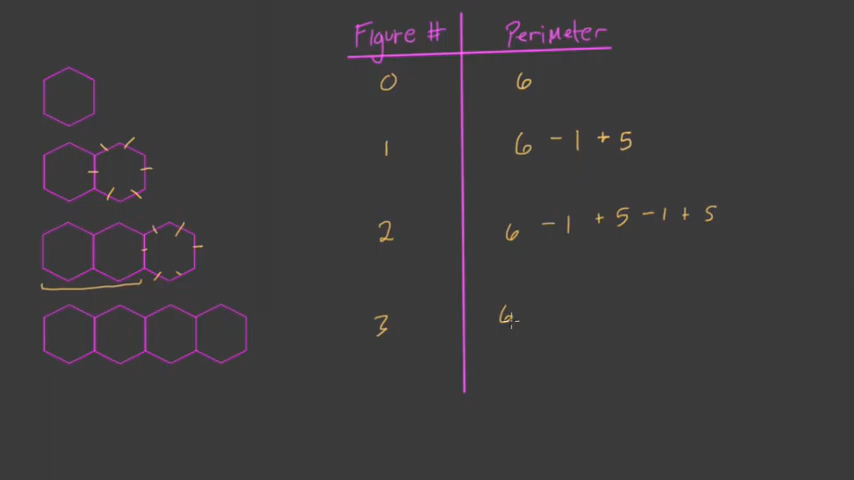 Figure # Perimeter
0 6
1 6 - 1 + 5
2 6 - 1 + 5 - 1 + 5
3 6